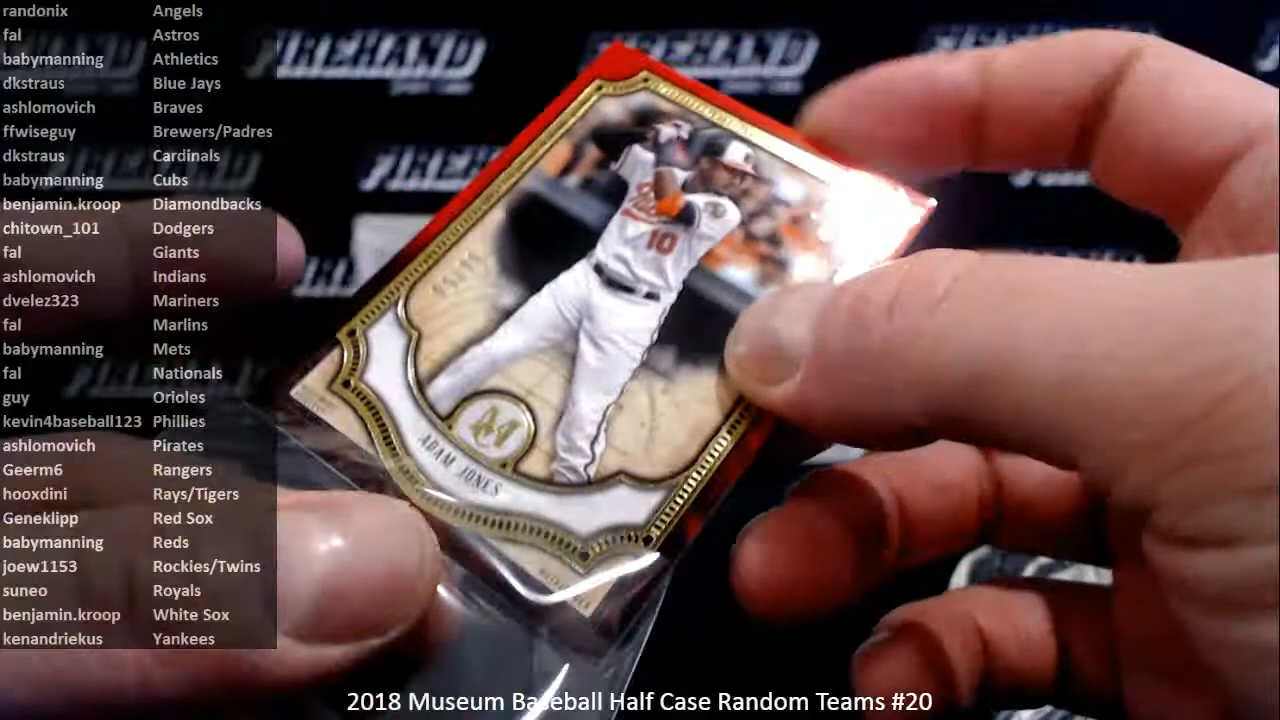 randonix Angels
fal Astros
babymanning Athletics
dkstraus Blue Jays
ashlomovich Braves
ffwiseguy Brewers/Padres
dkstraus Cardinals
babymanning Cubs
benjamin.kroop Diamondbacks
chitown_101 Dodgers
fal Giants
ashlomovich Indians
dvelez323 Mariners
fal Marlins
babymanning Mets
fal Nationals
guy Orioles
kevin4baseball123 Phillies
ashlomovich Pirates
Geerm6 Rangers
hooxdini Rays/Tigers
Geneklipp Red Sox
babymanning Reds
joew1153 Rockies/Twins
suneo Royals
benjamin.kroop White Sox
kenandriekus Yankees
FIREHAND
FIREHAND
10
ADAM JONES
2018 Museum Baseball Half Case Random Teams #20